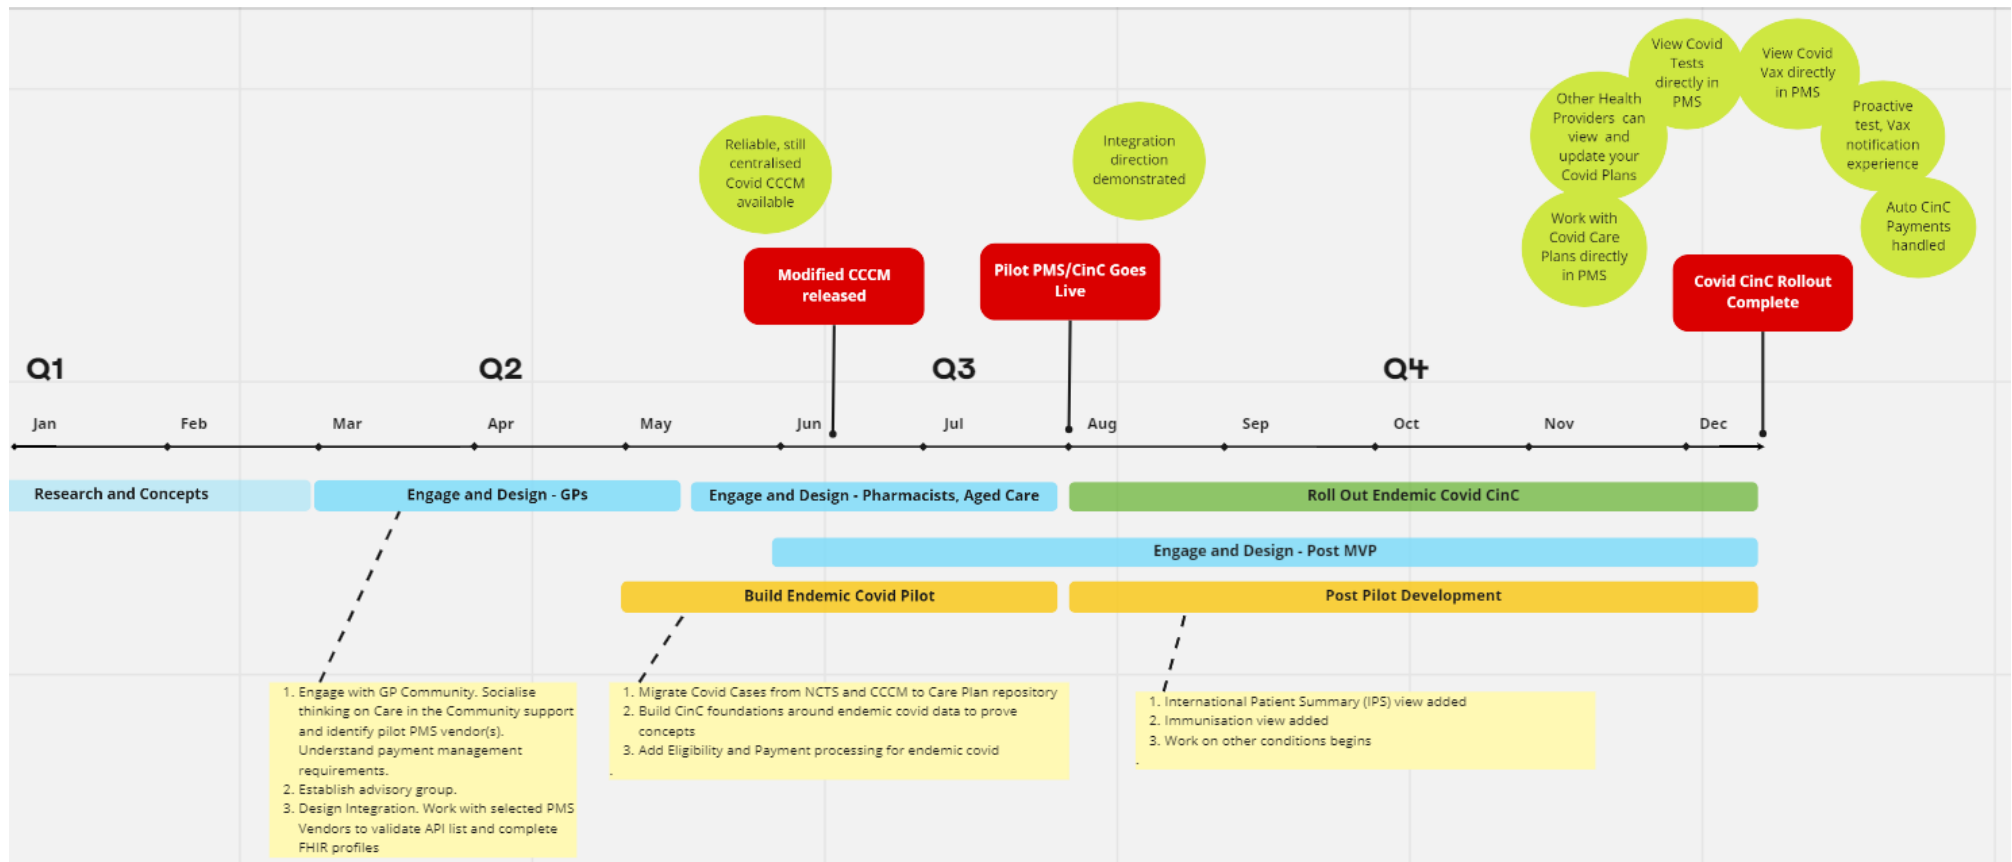 View Covid
Tests
directly in
PMS
View Covid
Vax directly
in PMS
Other Health
Providers can
view and
update your
Covid Plans
Proactive
test, Vax
notification
experience
Reliable, still
centralised
Covid CCCM
available
Integration
direction
demonstrated
Work with
Covid Care
Plans directly
in PMS
Auto CinC
Payments
handled
Modified CCCM
released
Pilot PMS/CinC Goes
Live
Covid CinC Rollout
Complete
Q1
Q2
Q3
Q4
Jan
Feb
Mar
Apr
May
Jun
Jul
Aug
Sep
Oct
Nov
Dec
Research and Concepts
Engage and Design - GPs
Engage and Design - Pharmacists, Aged Care
Roll Out Endemic Covid CinC
Engage and Design - Post MVP
Build Endemic Covid Pilot
Post Pilot Development
1. Engage with GP Community. Socialise
thinking on Care in the Community support
and identify pilot PMS vendor(s).
Understand payment management
requirements.
2. Establish advisory group.
3. Design Integration. Work with selected PMS
Vendors to validate API list and complete
FHIR profiles
1. Migrate Covid Cases from NCTS and CCCM to Care Plan repository
2. Build CinC foundations around endemic covid data to prove
concepts
3. Add Eligibility and Payment processing for endemic covid
.
1. International Patient Summary (IPS) view added
2. Immunisation view added
3. Work on other conditions begins
.